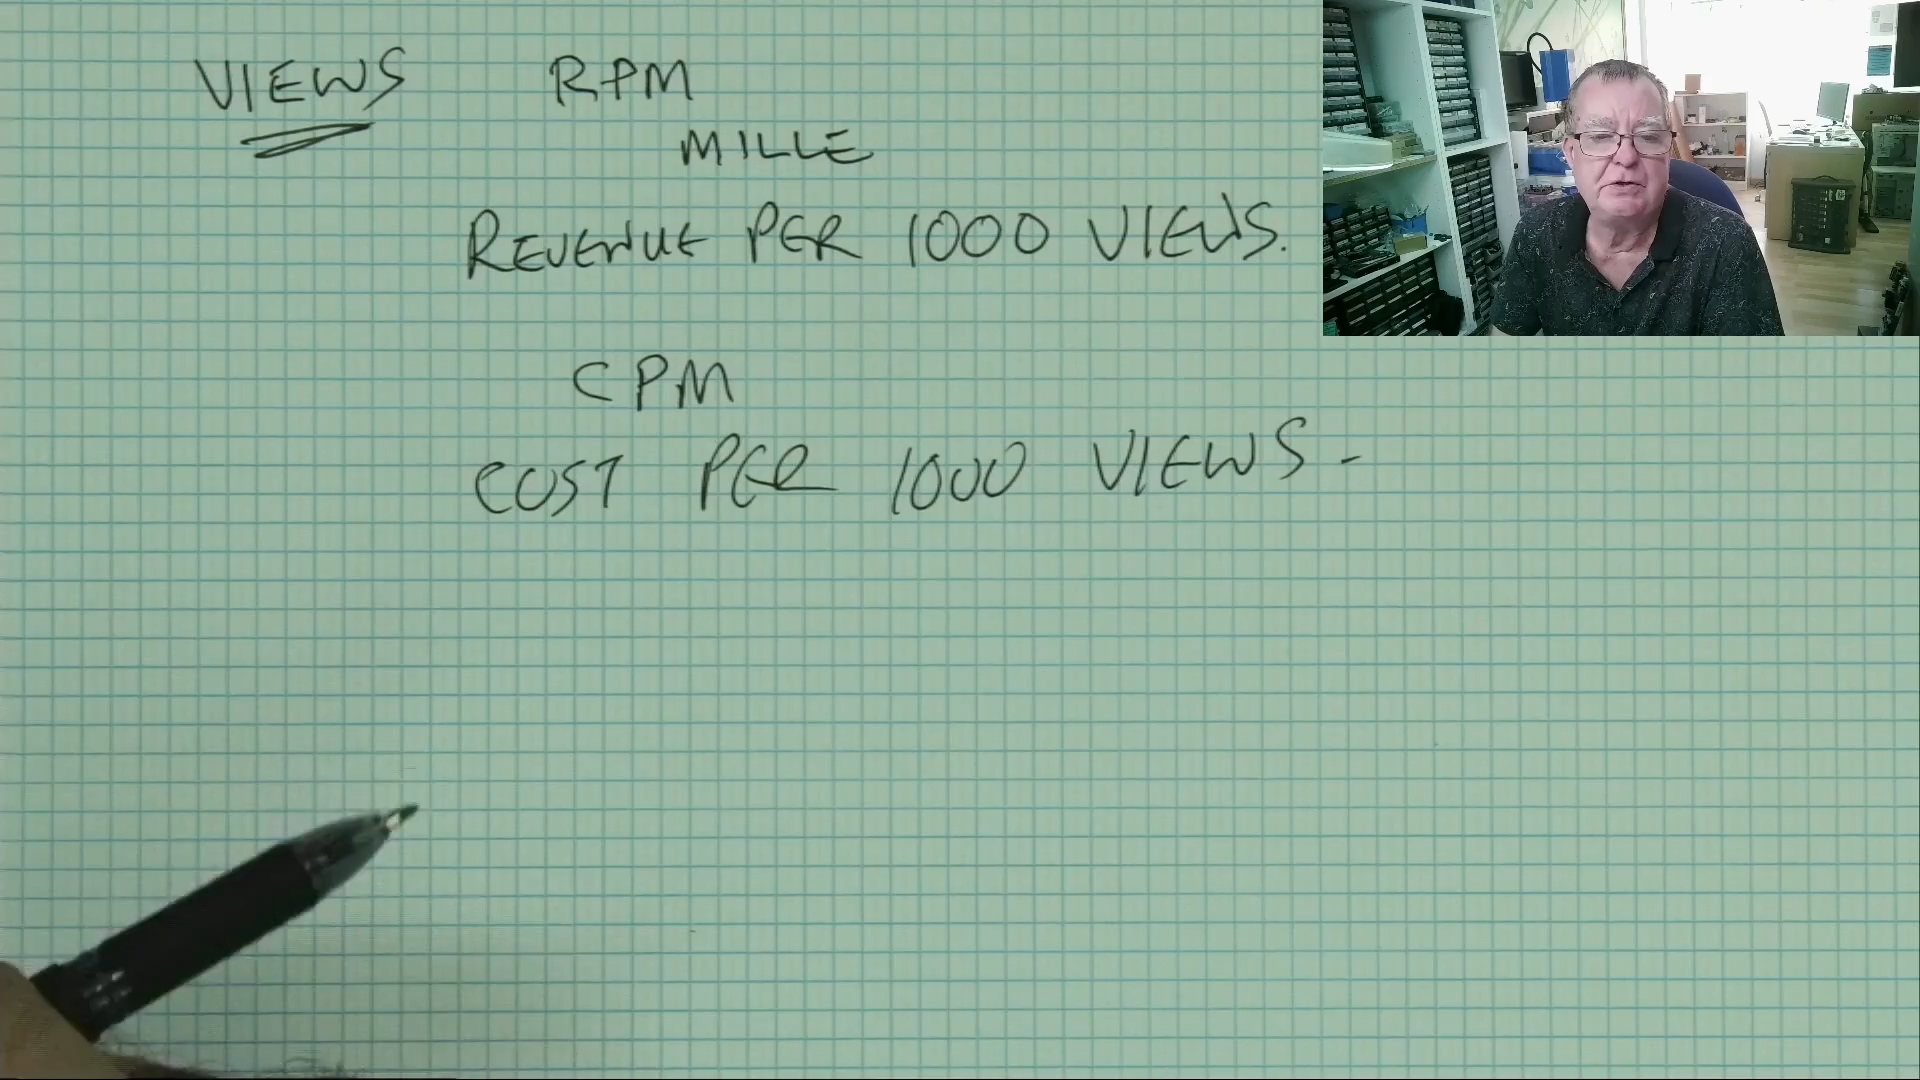 VIEWS RPM
MILLE
REVENUE PER 1000 VIEWS.
CPM
COST PER 1000 VIEWS -